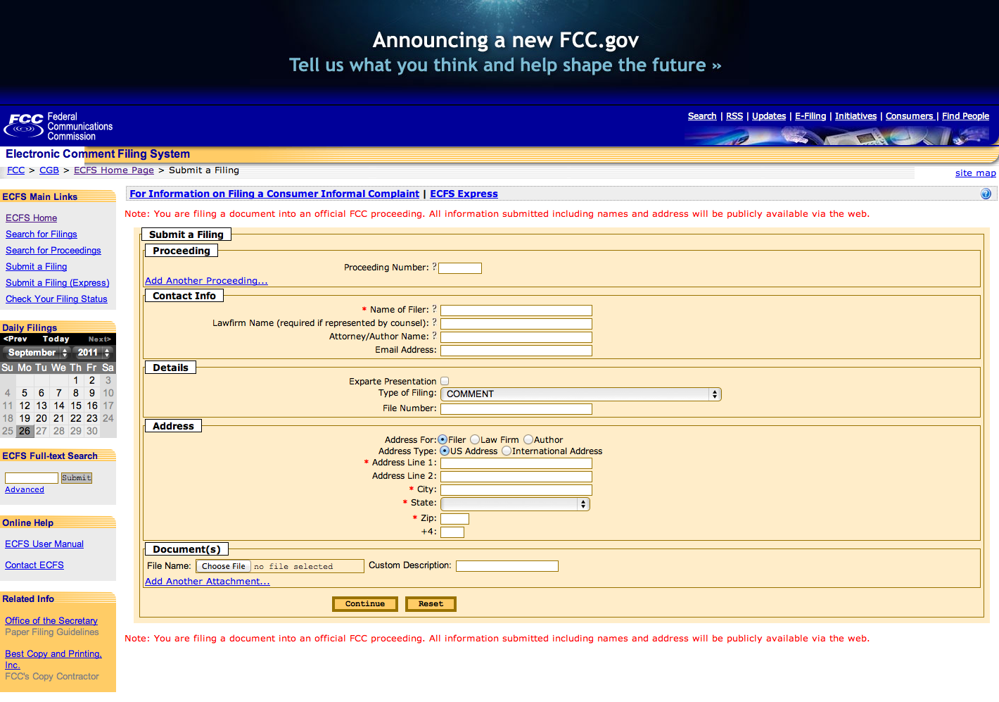 Announcing a new FCC.gov
Tell us what you think and help shape the future »
FCC Federal Communications Commission
Search | RSS | Updates | E-Filing | Initiatives | Consumers | Find People
Electronic Comment Filing System
FCC > CGB > ECFS Home Page > Submit a Filing
site map
ECFS Main Links
ECFS Home
Search for Filings
Search for Proceedings
Submit a Filing
Submit a Filing (Express)
Check Your Filing Status
Daily Filings
<Prev Today Next>
September 2011
Su Mo Tu We Th Fr Sa
1 2 3
4 5 6 7 8 9 10
11 12 13 14 15 16 17
18 19 20 21 22 23 24
25 26 27 28 29 30
ECFS Full-text Search
Submit
Advanced
Online Help
ECFS User Manual
Contact ECFS
Related Info
Office of the Secretary
Paper Filing Guidelines
Best Copy and Printing,
Inc.
FCC's Copy Contractor
For Information on Filing a Consumer Informal Complaint | ECFS Express
?
Note: You are filing a document into an official FCC proceeding. All information submitted including names and address will be publicly available via the web.
Submit a Filing
Proceeding
Proceeding Number: ?
Add Another Proceeding...
Contact Info
* Name of Filer: ?
Lawfirm Name (required if represented by counsel): ?
Attorney/Author Name: ?
Email Address:
Details
Exparte Presentation
Type of Filing: COMMENT
File Number:
Address
Address For: Filer Law Firm Author
Address Type: US Address International Address
* Address Line 1:
Address Line 2:
* City:
* State:
* Zip:
+4:
Document(s)
File Name: Choose File no file selected Custom Description:
Add Another Attachment...
Continue Reset
Note: You are filing a document into an official FCC proceeding. All information submitted including names and address will be publicly available via the web.